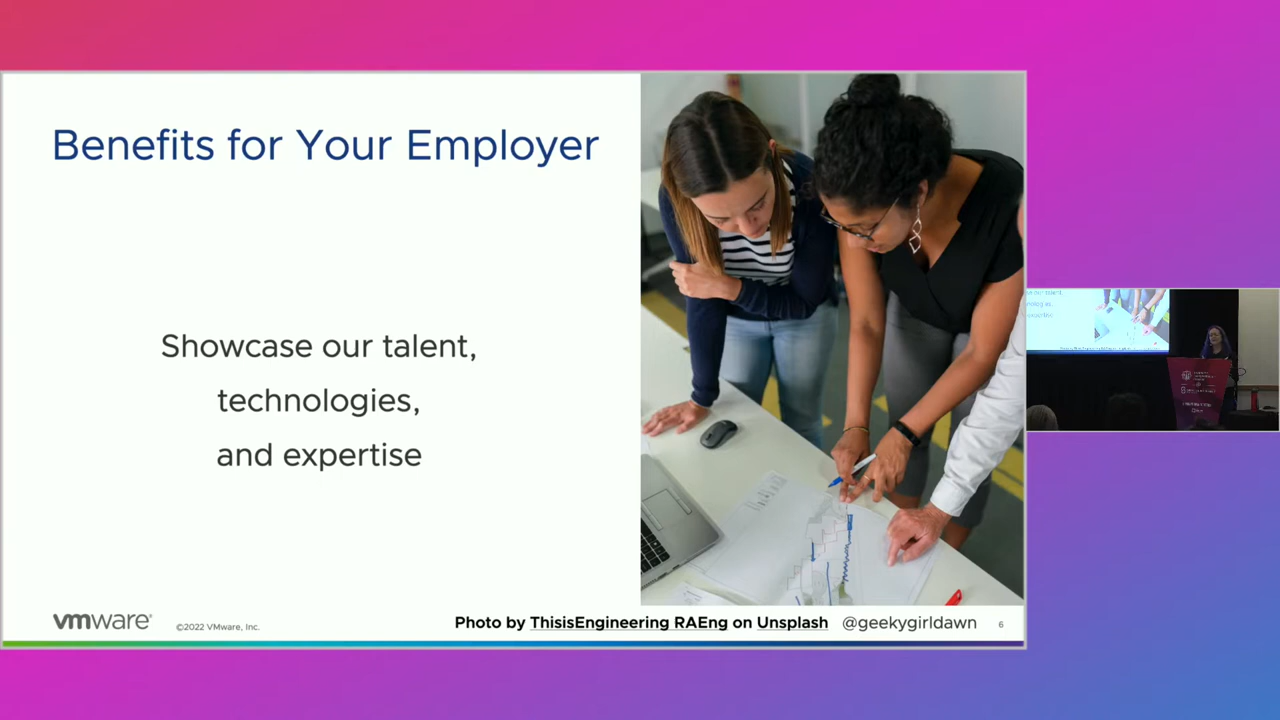 Benefits for Your Employer
Showcase our talent,
technologies,
and expertise
vmware®
©2022 VMware, Inc.
Photo by ThisisEngineering RAEng on Unsplash
@geekygirldawn
6